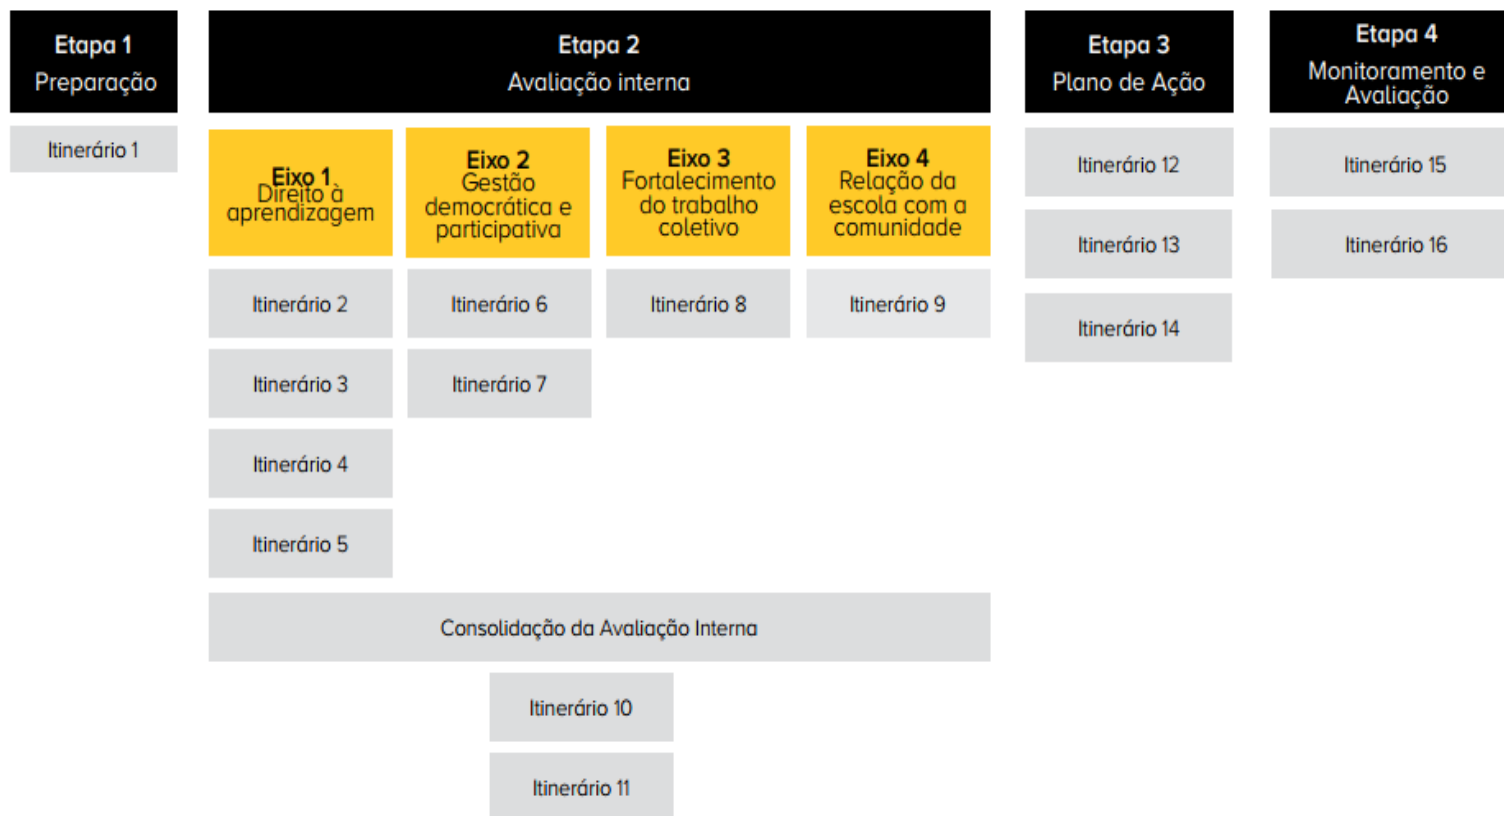 Etapa 1
Preparação
Etapa 2
Avaliação interna
Etapa 3
Plano de Ação
Etapa 4
Monitoramento e
Avaliação
Itinerário 1
Eixo 1
Direito à
aprendizagem
Itinerário 2
Itinerário 3
Itinerário 4
Itinerário 5
Eixo 2
Gestão
democrática e
participativa
Itinerário 6
Itinerário 7
Eixo 3
Fortalecimento
do trabalho
coletivo
Itinerário 8
Eixo 4
Relação da
escola com a
comunidade
Itinerário 9
Consolidação da Avaliação Interna
Itinerário 10
Itinerário 11
Itinerário 12
Itinerário 13
Itinerário 14
Itinerário 15
Itinerário 16